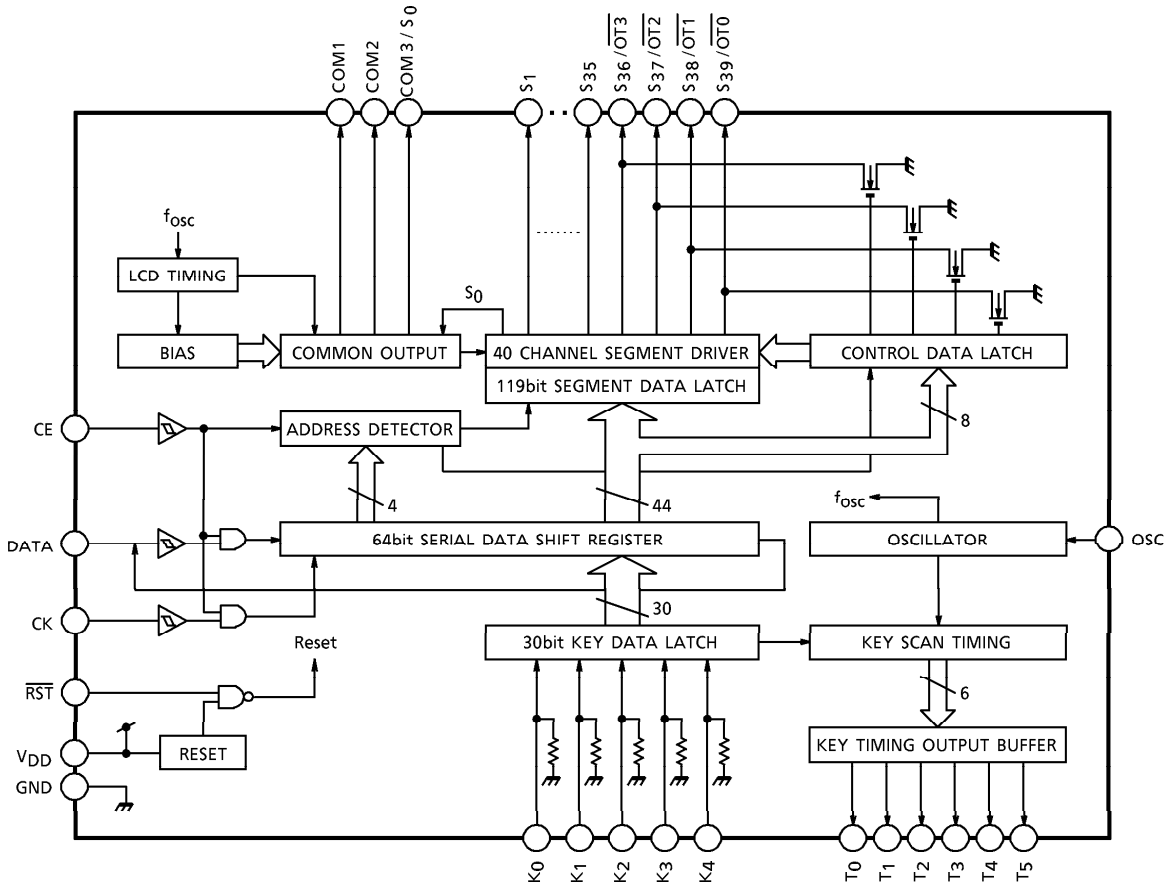 COM1
COM2
COM3/S0
S1
S35
S36/OT3
S37/OT2
S38/OT1
S39/OT0
fosc
LCD TIMING
S0
BIAS
COMMON OUTPUT
40 CHANNEL SEGMENT DRIVER
CONTROL DATA LATCH
119bit SEGMENT DATA LATCH
CE
ADDRESS DETECTOR
8
4
44
fosc
DATA
64bit SERIAL DATA SHIFT REGISTER
OSCILLATOR
OSC
30
CK
Reset
30bit KEY DATA LATCH
KEY SCAN TIMING
RST
6
VDD
RESET
KEY TIMING OUTPUT BUFFER
GND
K0
K1
K2
K3
K4
T0
T1
T2
T3
T4
T5